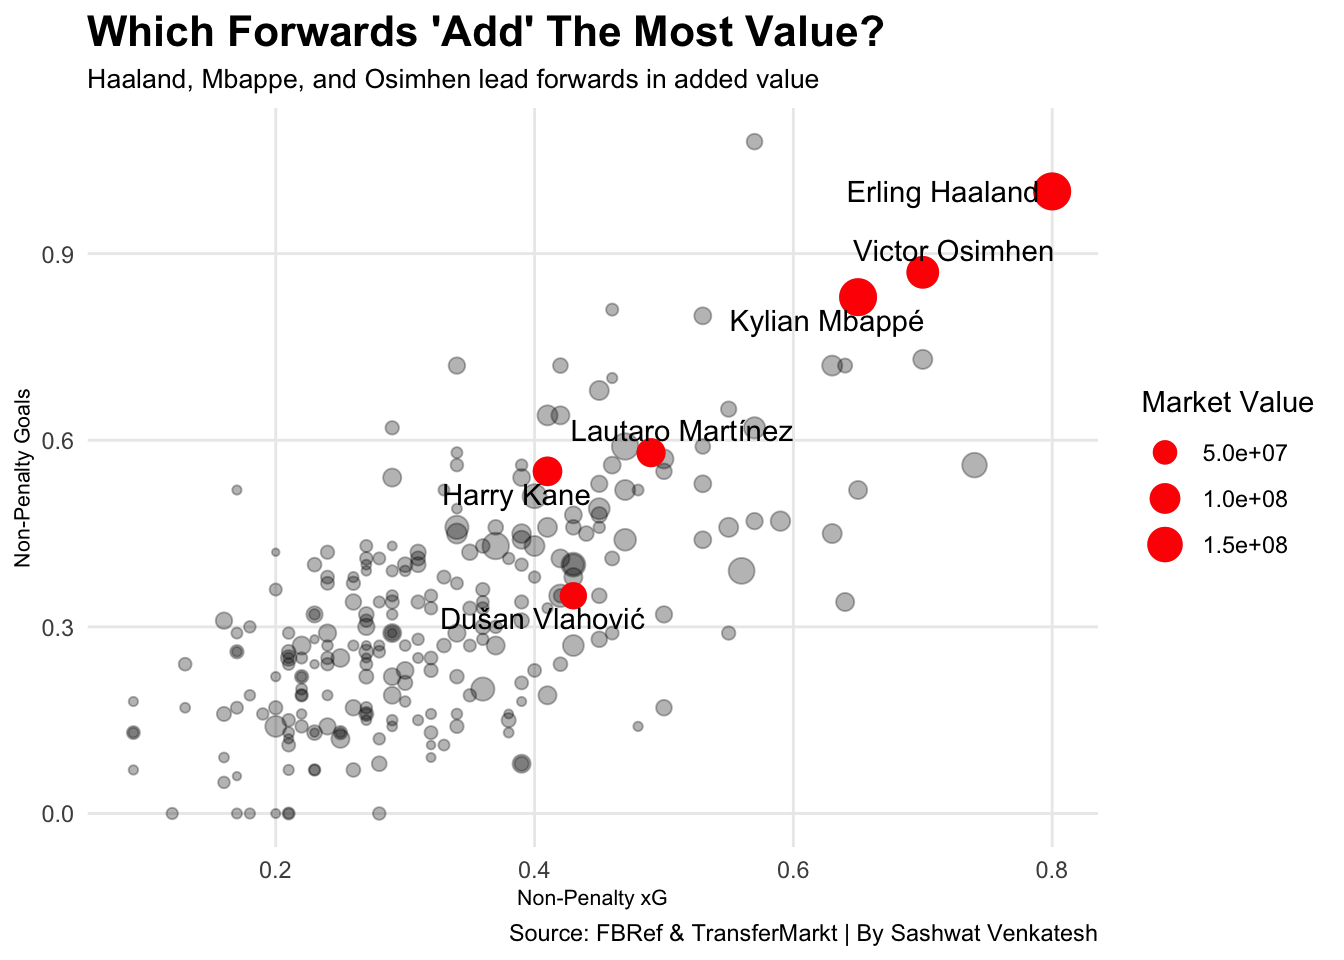 Which Forwards 'Add' The Most Value?
Haaland, Mbappe, and Osimhen lead forwards in added value
Erling Haaland
Victor Osimhen
Kylian Mbappé
Lautaro Martínez
Harry Kane
Dušan Vlahović
Non-Penalty Goals
0.9
0.6
0.3
0.0
0.2
0.4
0.6
0.8
Non-Penalty xG
Market Value
5.0e+07
1.0e+08
1.5e+08
Source: FBRef & TransferMarkt | By Sashwat Venkatesh